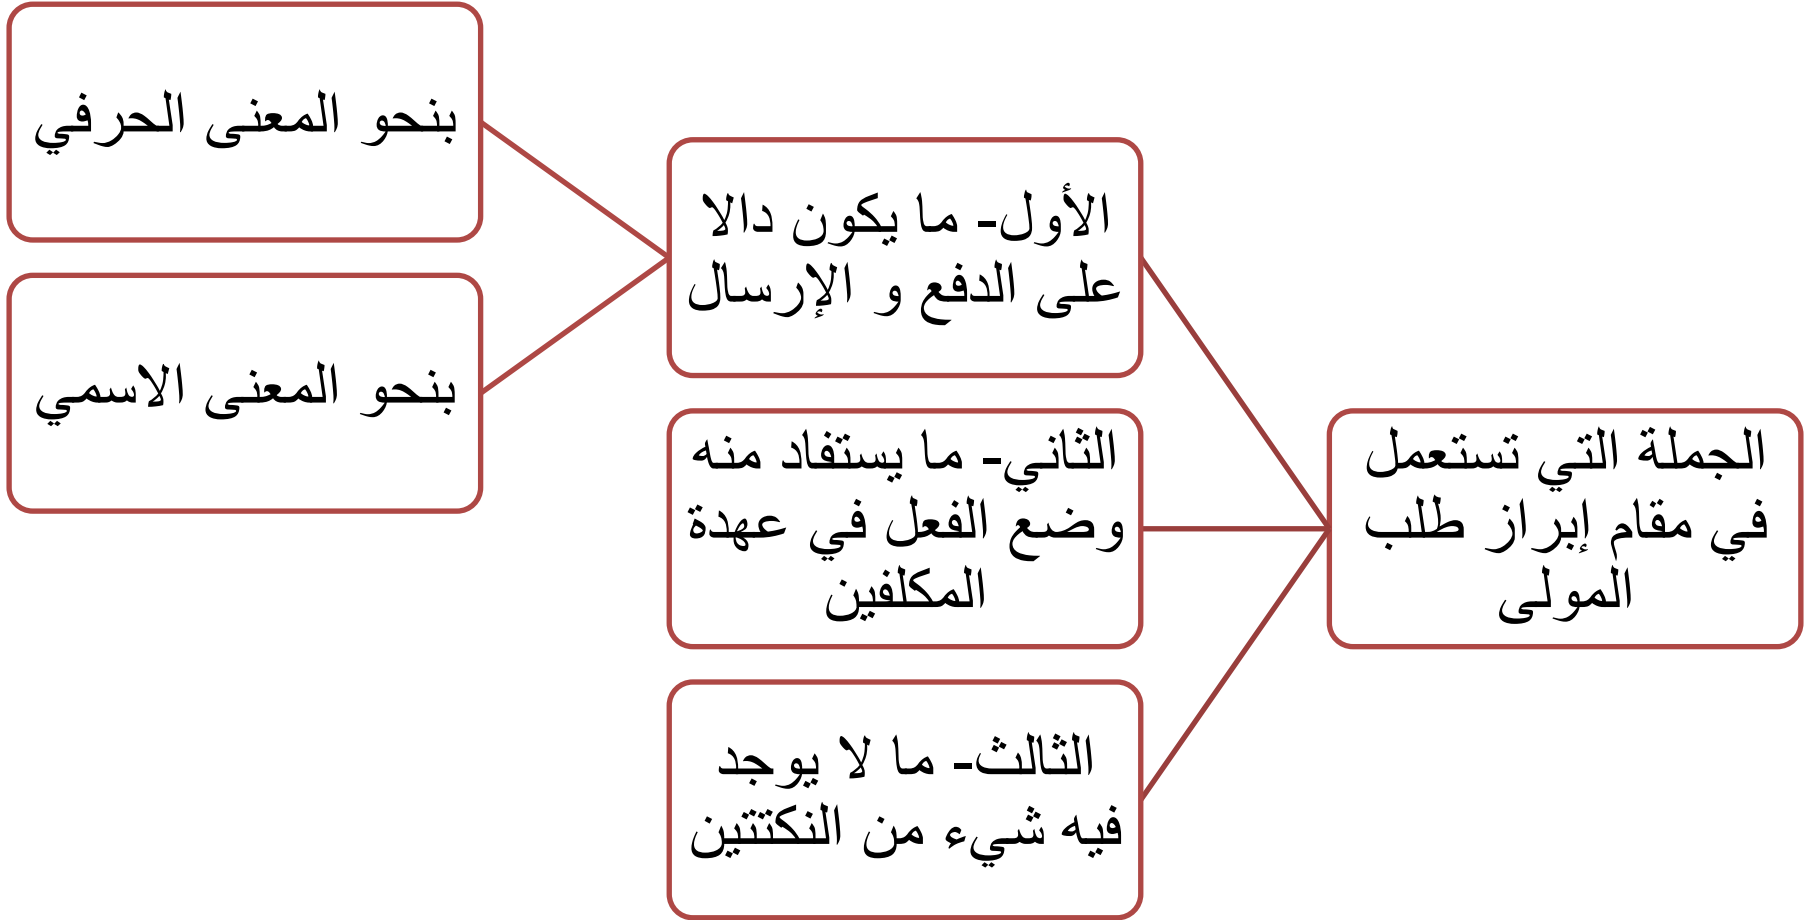 الجملة التي تستعمل
في مقام إبراز طلب
المولى
الأول- ما يكون دالا
على الدفع و الإرسال
بنحو المعنى الحرفي
بنحو المعنى الاسمي
الثاني- ما يستفاد منه
وضع الفعل في عهدة
المكلفين
الثالث- ما لا يوجد
فيه شيء من النكتتين